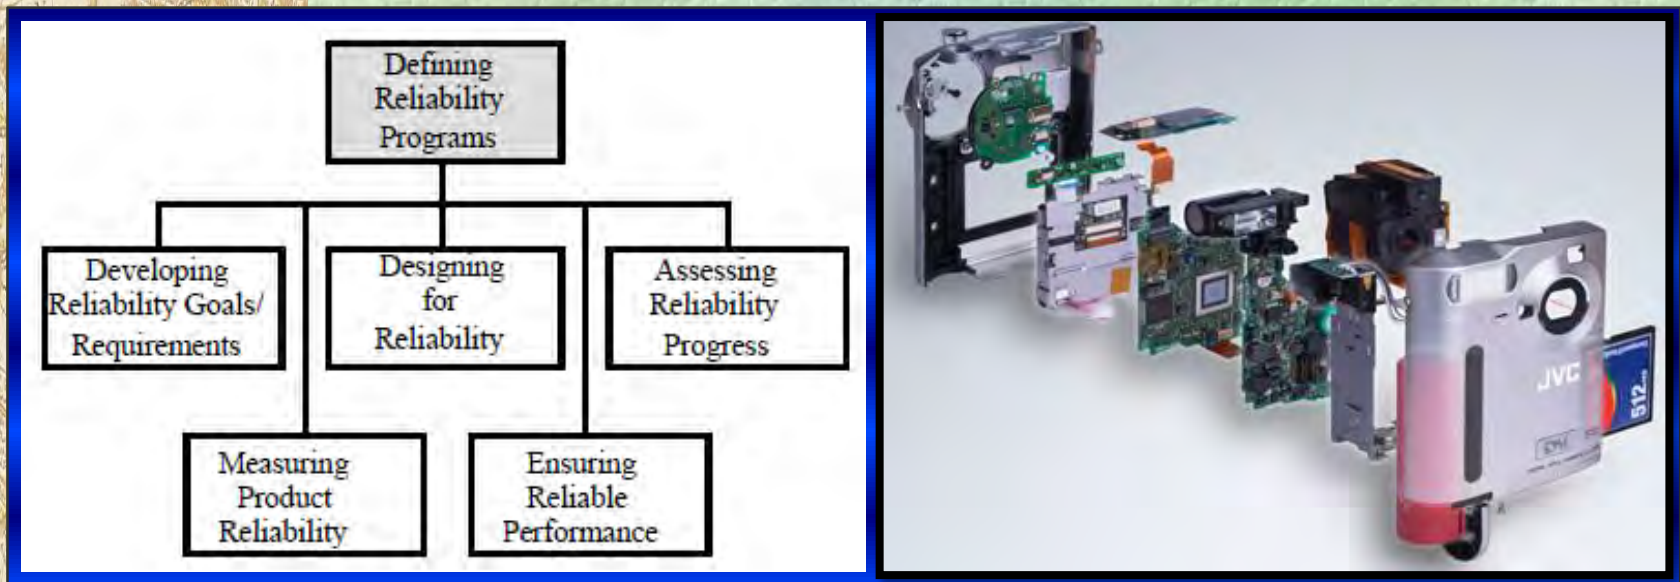 Defining
Reliability
Programs
Developing
Reliability Goals/
Requirements
Designing
for
Reliability
Assessing
Reliability
Progress
Measuring
Product
Reliability
Ensuring
Reliable
Performance
JVC
512